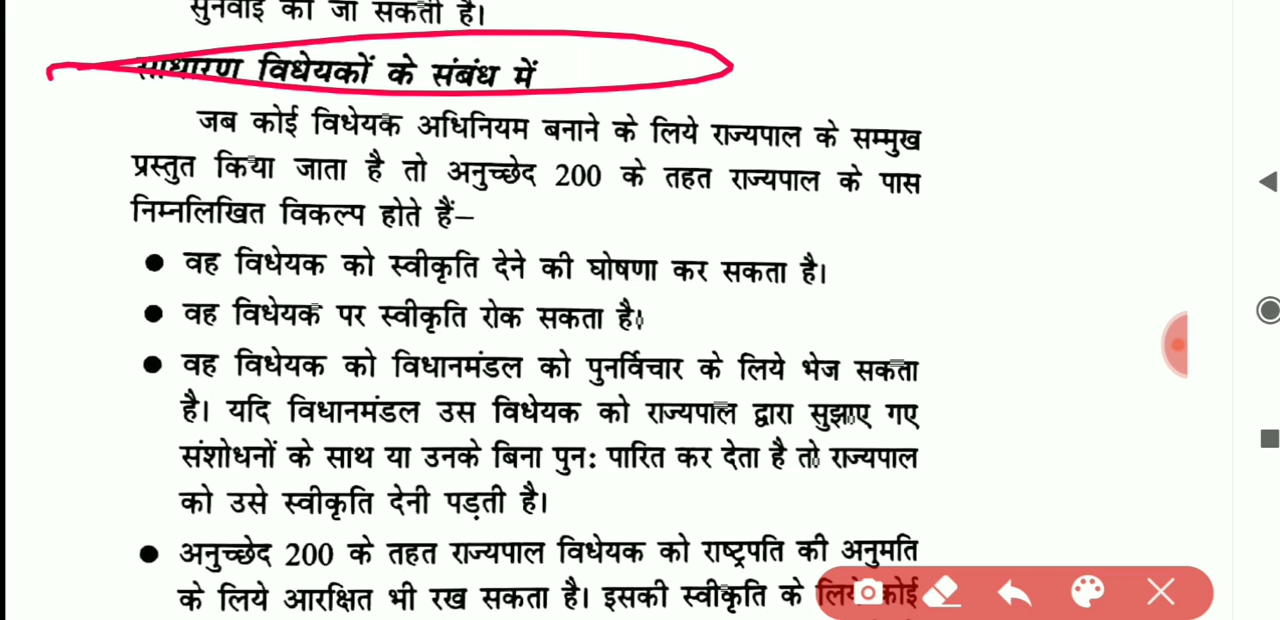 सुनवाई की जा सकती है।
साधारण विधेयकों के संबंध में
जब कोई विधेयक अधिनियम बनाने के लिये राज्यपाल के सम्मुख
प्रस्तुत किया जाता है तो अनुच्छेद 200 के तहत राज्यपाल के पास
निम्नलिखित विकल्प होते हैं–
● वह विधेयक को स्वीकृति देने की घोषणा कर सकता है।
● वह विधेयक पर स्वीकृति रोक सकता है।
● वह विधेयक को विधानमंडल को पुनर्विचार के लिये भेज सकता
है। यदि विधानमंडल उस विधेयक को राज्यपाल द्वारा सुझाए गए
संशोधनों के साथ या उनके बिना पुन: पारित कर देता है तो राज्यपाल
को उसे स्वीकृति देनी पड़ती है।
● अनुच्छेद 200 के तहत राज्यपाल विधेयक को राष्ट्रपति की अनुमति
के लिये आरक्षित भी रख सकता है। इसकी स्वीकृति के लिये कोई